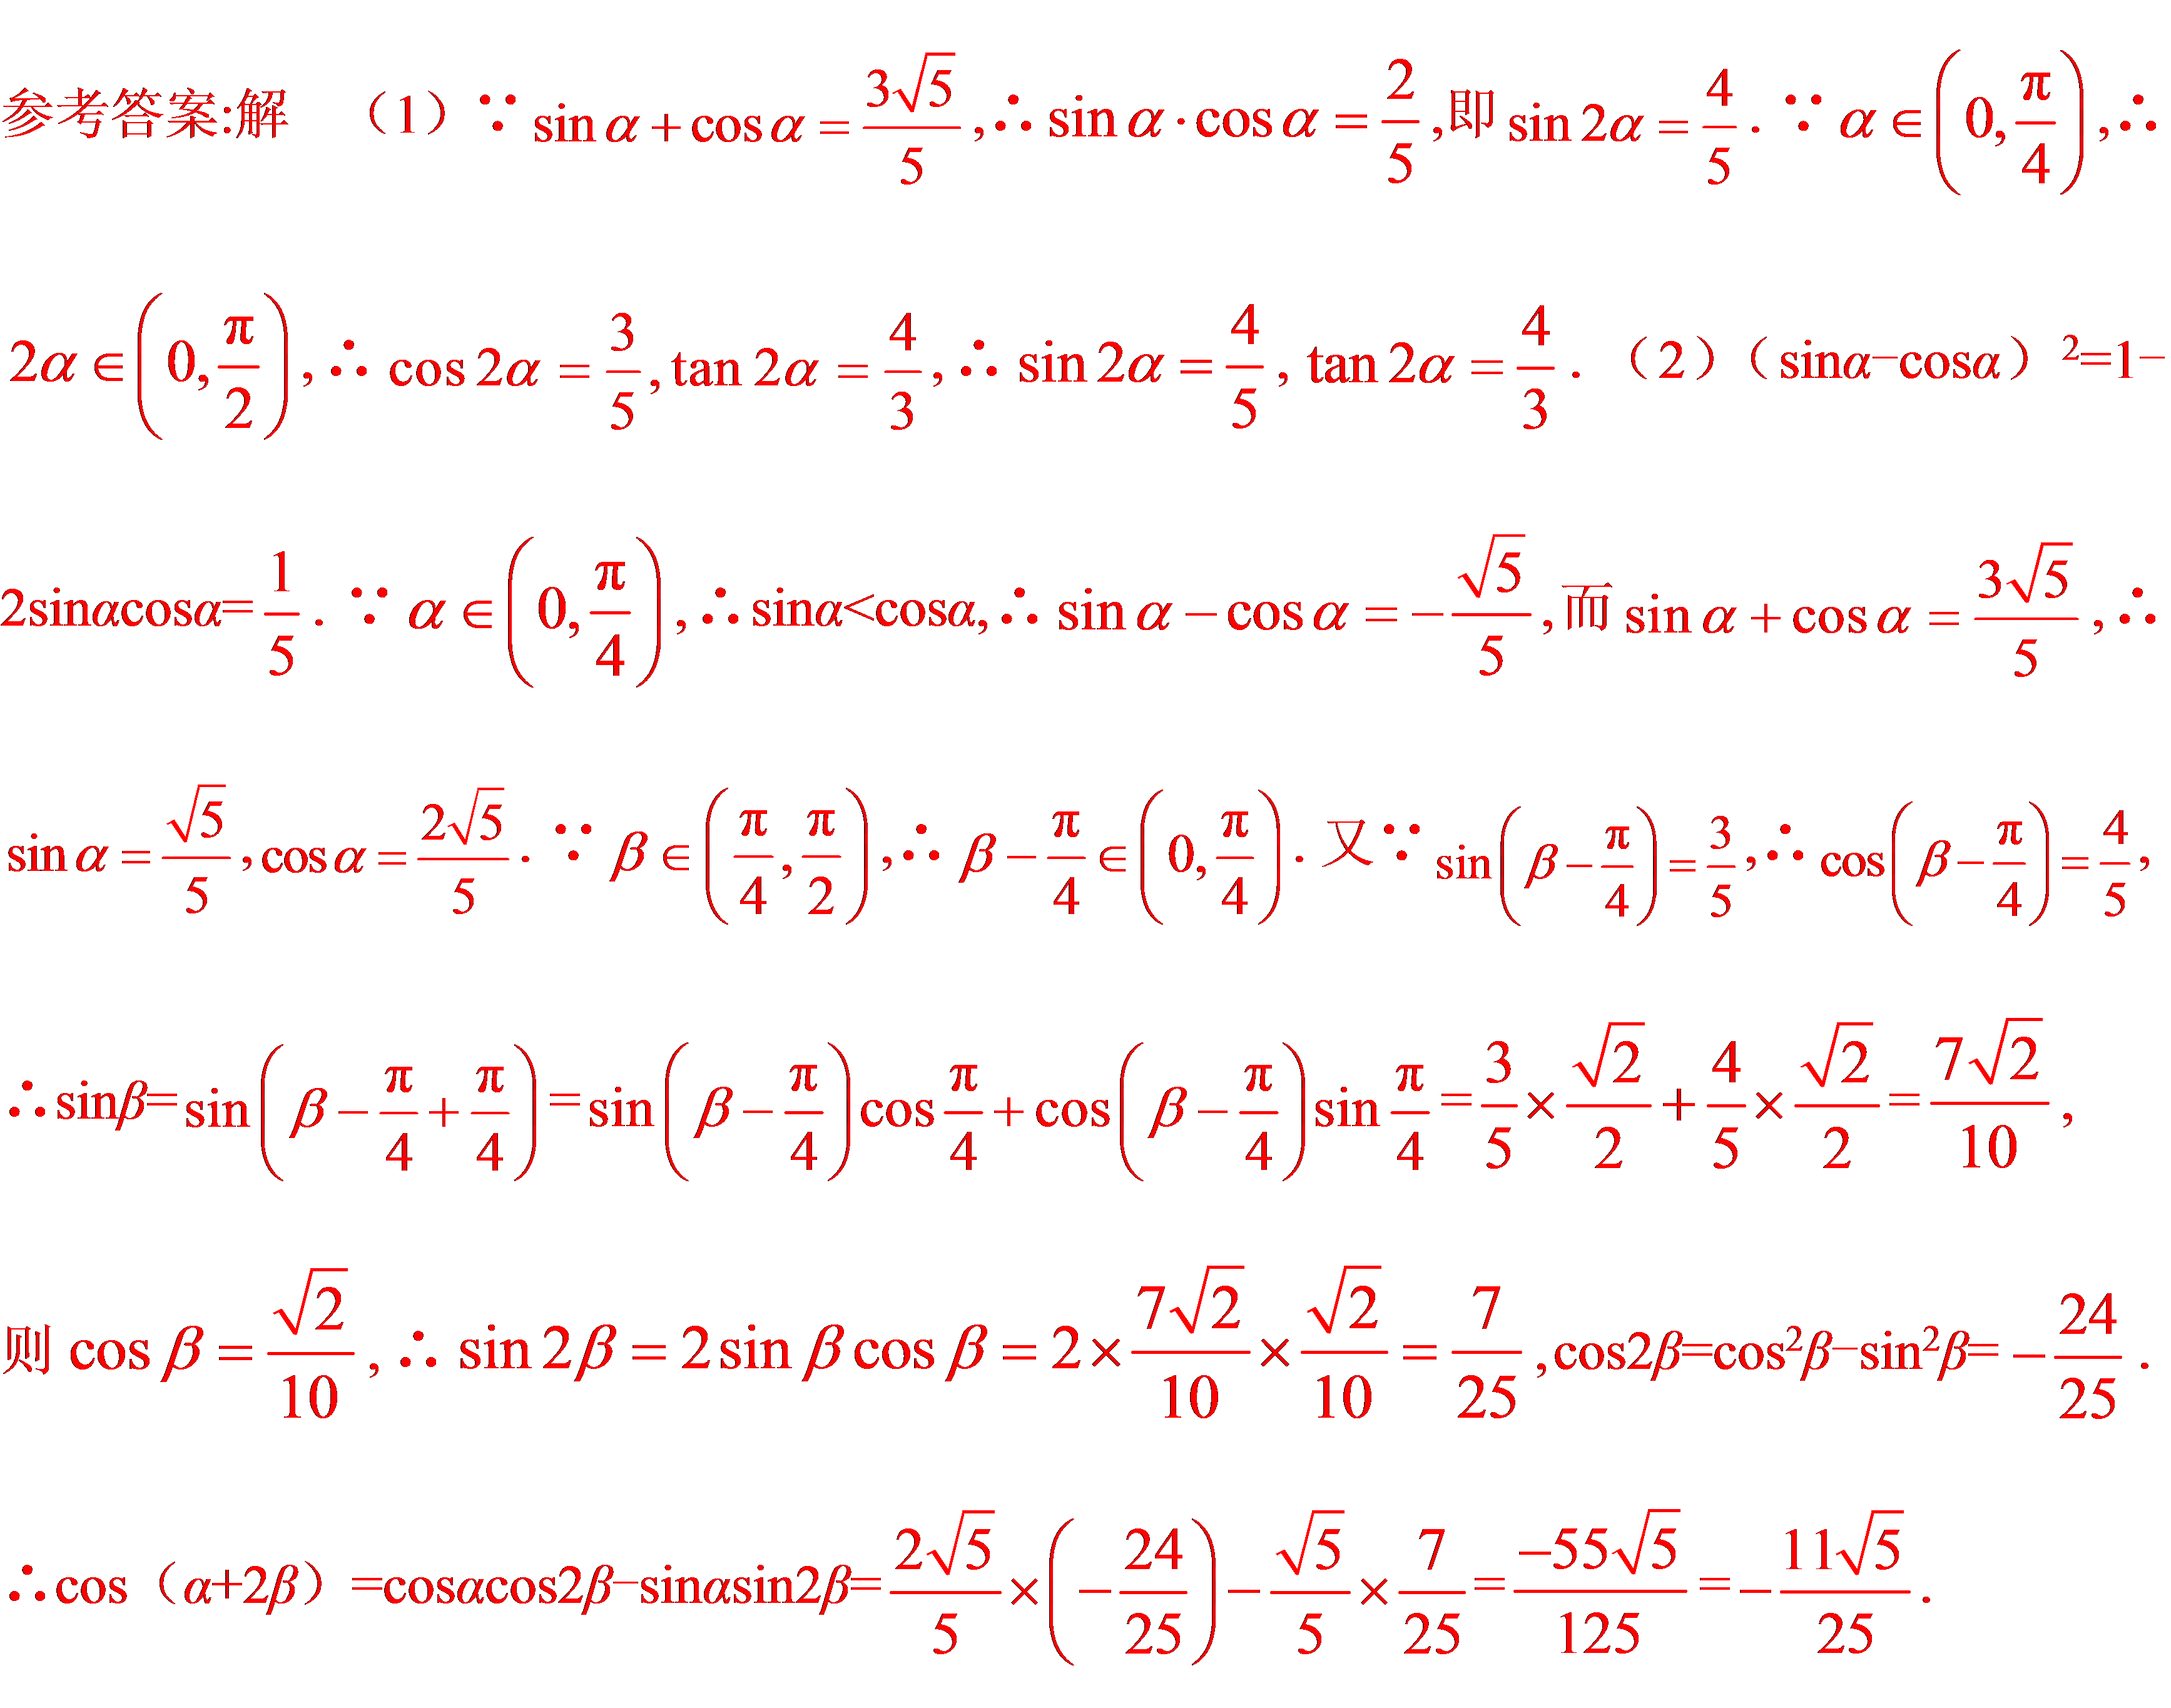 参考答案:解 （1）∵ sin α + cos α = 3√5/5,∴ sin α · cos α = 2/5,即 sin 2α = 4/5. ∵ α ∈ (0, π/4),∴
2α ∈ (0, π/2),∴ cos 2α = 3/5, tan 2α = 4/3,∴ sin 2α = 4/5, tan 2α = 4/3. （2）（sinα−cosα）²=1−
2sinαcosα=1/5. ∵ α ∈ (0, π/4),∴sinα<cosα,∴ sin α − cos α = −√5/5,而 sin α + cos α = 3√5/5,∴
sin α = √5/5, cos α = 2√5/5. ∵ β ∈ (π/4, π/2),∴ β − π/4 ∈ (0, π/4). 又∵ sin(β − π/4) = 3/5,∴ cos(β − π/4) = 4/5,
∴sinβ=sin(β − π/4 + π/4)=sin(β − π/4)cos π/4 + cos(β − π/4)sin π/4 = 3/5 × √2/2 + 4/5 × √2/2 = 7√2/10,
则 cos β = √2/10,∴ sin 2β = 2 sin β cos β = 2 × 7√2/10 × √2/10 = 7/25,cos2β=cos²β−sin²β= −24/25.
∴cos（α+2β）=cosαcos2β−sinαsin2β= 2√5/5 × (−24/25) − √5/5 × 7/25 = −55√5/125 = −11√5/25.